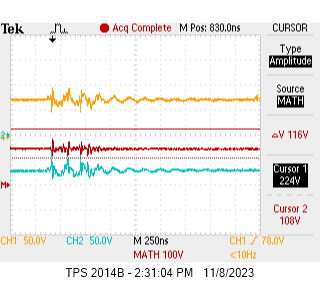 Tek Acq Complete M Pos: 830.0ns CURSOR
Type
Amplitude
Source
MATH
△V 116V
2
Cursor 1
224V
M
Cursor 2
108V
CH1 50.0V CH2 50.0V M 250ns CH1 / 78.0V
MATH 100V <10Hz
TPS 2014B - 2:31:04 PM 11/8/2023